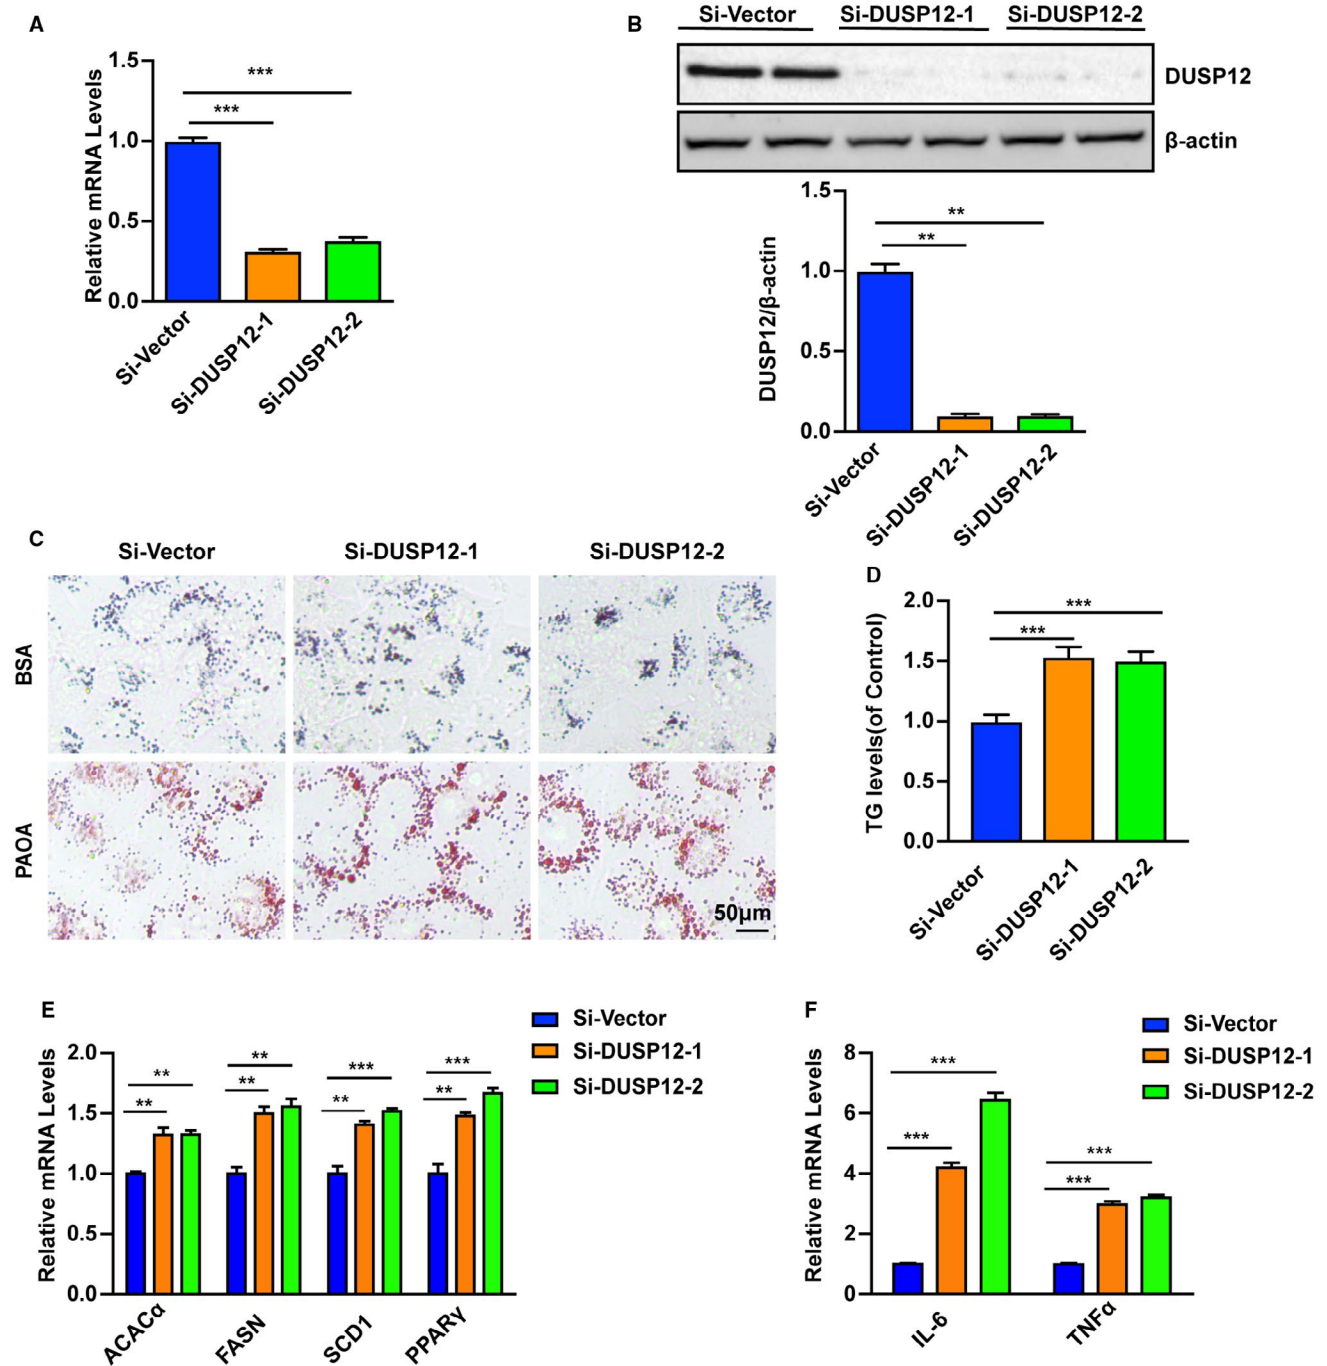 A
Relative mRNA Levels
1.5
1.0
0.5
0.0
***
***
Si-Vector
Si-DUSP12-1
Si-DUSP12-2
B
Si-Vector Si-DUSP12-1 Si-DUSP12-2
DUSP12
β-actin
DUSP12/β-actin
1.5
1.0
0.5
0.0
**
**
Si-Vector
Si-DUSP12-1
Si-DUSP12-2
C
Si-Vector Si-DUSP12-1 Si-DUSP12-2
BSA
PAOA
50μm
D
TG levels(of Control)
2.0
1.5
1.0
0.5
0.0
***
***
Si-Vector
Si-DUSP12-1
Si-DUSP12-2
E
Si-Vector
Si-DUSP12-1
Si-DUSP12-2
Relative mRNA Levels
2.0
1.5
1.0
0.5
0.0
**
**
**
**
***
**
***
**
ACACα
FASN
SCD1
PPARγ
F
Si-Vector
Si-DUSP12-1
Si-DUSP12-2
Relative mRNA Levels
8
6
4
2
0
***
***
***
***
IL-6
TNFα